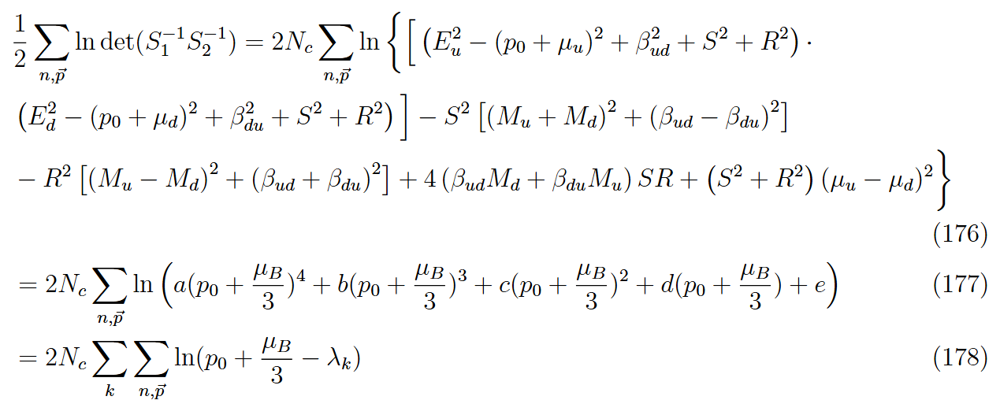 \frac{1}{2} \sum_{n,\vec{p}} \ln \det(S_1^{-1} S_2^{-1}) = 2N_c \sum_{n,\vec{p}} \ln \Big\{ \Big[ \left( E_u^2 - (p_0 + \mu_u)^2 + \beta_{ud}^2 + S^2 + R^2 \right) \cdot
\left( E_d^2 - (p_0 + \mu_d)^2 + \beta_{du}^2 + S^2 + R^2 \right) \Big] - S^2 \left[ (M_u + M_d)^2 + (\beta_{ud} - \beta_{du})^2 \right]
- R^2 \left[ (M_u - M_d)^2 + (\beta_{ud} + \beta_{du})^2 \right] + 4 \left( \beta_{ud} M_d + \beta_{du} M_u \right) SR + \left( S^2 + R^2 \right) (\mu_u - \mu_d)^2 \Big\}
(176)
= 2N_c \sum_{n,\vec{p}} \ln \left( a(p_0 + \frac{\mu_B}{3})^4 + b(p_0 + \frac{\mu_B}{3})^3 + c(p_0 + \frac{\mu_B}{3})^2 + d(p_0 + \frac{\mu_B}{3}) + e \right) (177)
= 2N_c \sum_k \sum_{n,\vec{p}} \ln(p_0 + \frac{\mu_B}{3} - \lambda_k) (178)